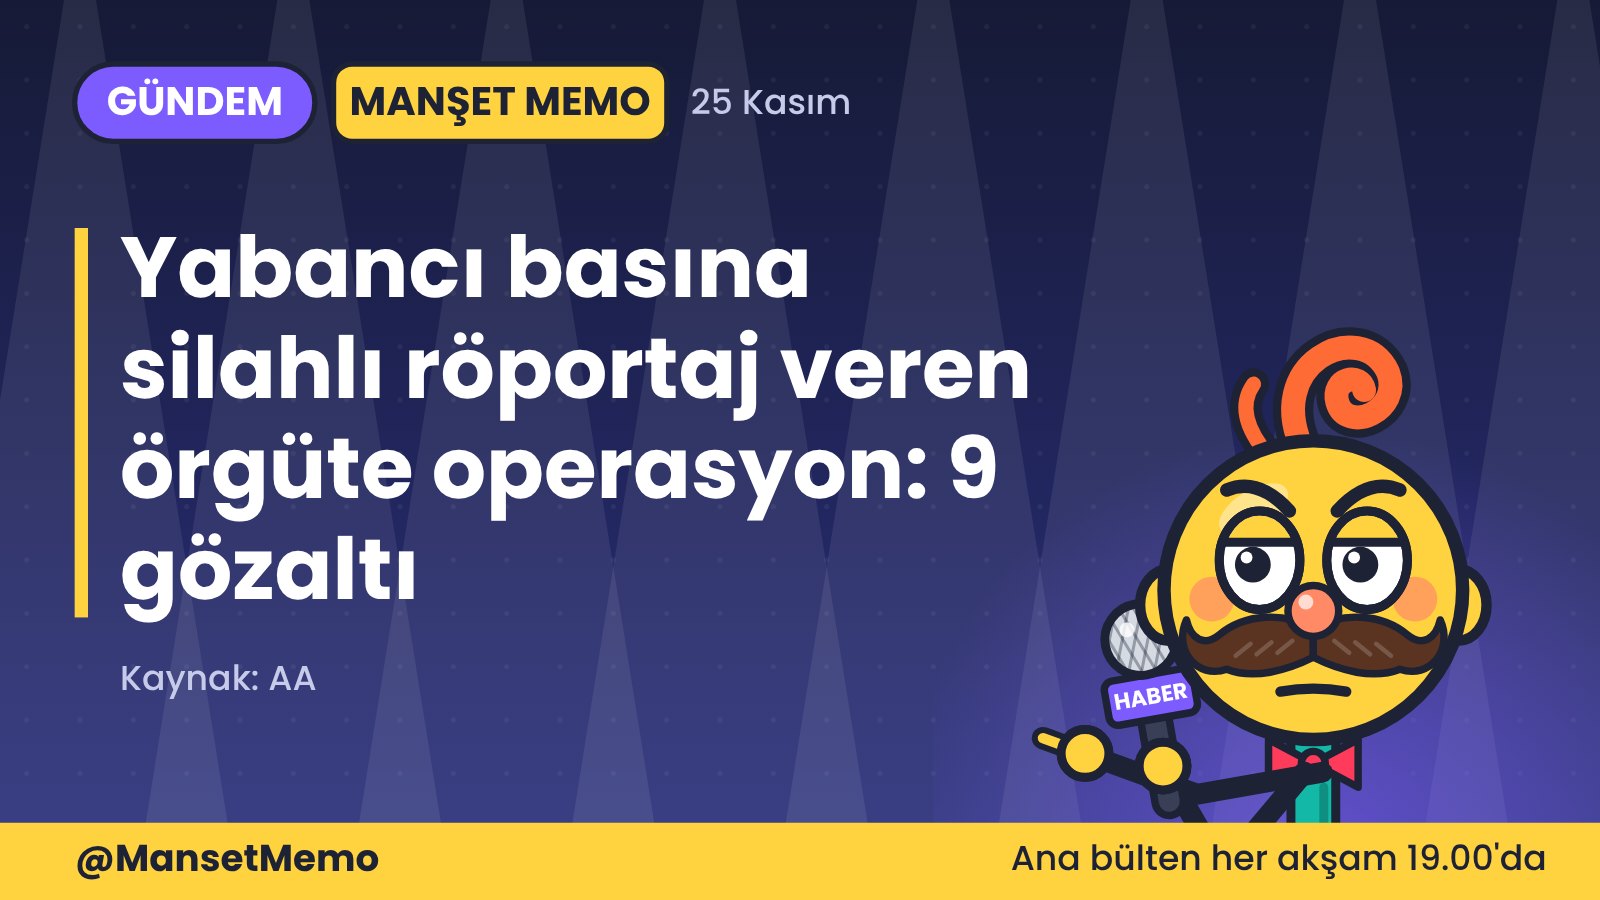 GÜNDEM MANŞET MEMO 25 Kasım
Yabancı basına
silahlı röportaj veren
örgüte operasyon: 9
gözaltı
Kaynak: AA
HABER
@MansetMemo Ana bülten her akşam 19.00'da